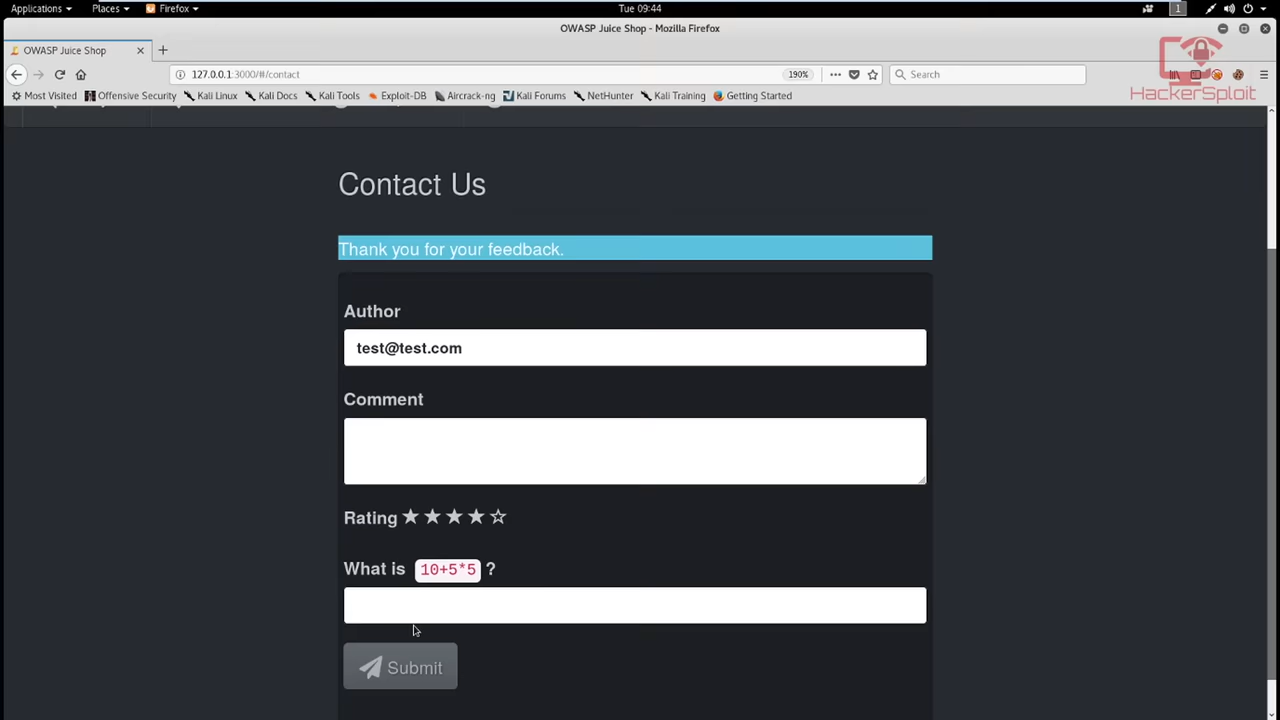 Applications Places Firefox Tue 09:44 1
OWASP Juice Shop - Mozilla Firefox
OWASP Juice Shop
127.0.0.1:3000/#/contact 190% Search
Most Visited Offensive Security Kali Linux Kali Docs Kali Tools Exploit-DB Aircrack-ng Kali Forums NetHunter Kali Training Getting Started
HackerSploit
Contact Us
Thank you for your feedback.
Author
test@test.com
Comment
Rating
What is 10+5*5 ?
Submit